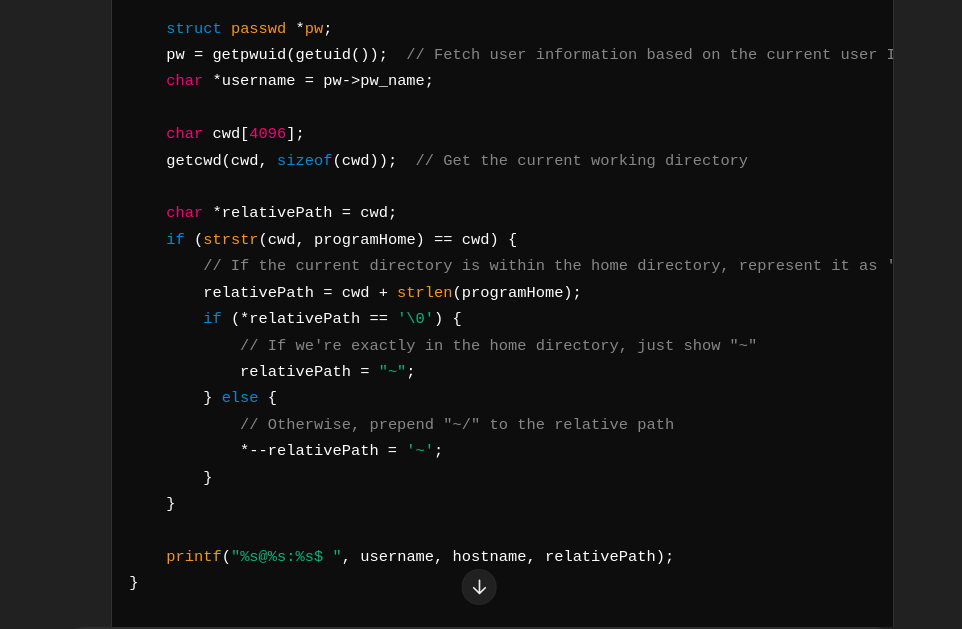 struct passwd *pw;
pw = getpwuid(getuid());  // Fetch user information based on the current user
char *username = pw->pw_name;
char cwd[4096];
getcwd(cwd, sizeof(cwd));  // Get the current working directory
char *relativePath = cwd;
if (strstr(cwd, programHome) == cwd) {
// If the current directory is within the home directory, represent it as '
relativePath = cwd + strlen(programHome);
if (*relativePath == '\0') {
// If we're exactly in the home directory, just show "~"
relativePath = "~";
} else {
// Otherwise, prepend "~/" to the relative path
*--relativePath = '~';
}
}
printf("%s@%s:%s$ ", username, hostname, relativePath);
}